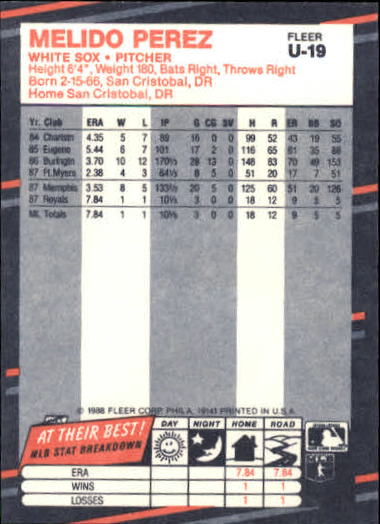 MELIDO PEREZ
FLEER
U-19
WHITE SOX • PITCHER
Height 6'4", Weight 180, Bats Right, Throws Right
Born 2-15-66, San Cristobal, DR
Home San Cristobal, DR
Yr. Club ERA W L IP G CG SV H R ER BB SO
84 Charlstn 4.35 5 7 89 16 0 0 99 52 43 19 55
85 Eugene 5.44 6 7 101 17 2 0 116 65 61 35 88
86 Burlngtn 3.70 10 12 170⅓ 28 13 0 148 83 70 49 153
87 Ft.Myers 2.38 4 3 64⅓ 8 5 0 51 20 17 7 51
87 Memphis 3.53 8 5 133⅔ 20 5 0 125 60 51 20 126
87 Royals 7.84 1 1 10⅓ 3 0 0 18 12 9 5 5
ML Totals 7.84 1 1 10⅓ 3 0 0 18 12 9 5 5
© 1988 FLEER CORP. PHILA. 19141 PRINTED IN U.S.A.
AT THEIR BEST!
MLB STAT BREAKDOWN
DAY NIGHT HOME ROAD
ERA 7.84 7.84
WINS 1 1
LOSSES 1 1